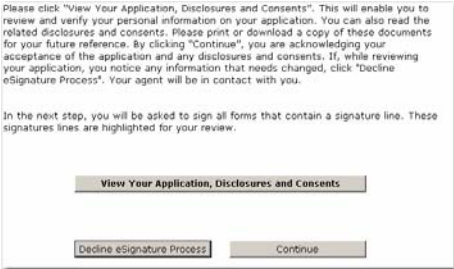 Please click "View Your Application, Disclosures and Consents". This will enable you to
review and verify your personal information on your application. You can also read the
related disclosures and consents. Please print or download a copy of these documents
for your future reference. By clicking "Continue", you are acknowledging your
acceptance of the application and any disclosures and consents. If, while reviewing
your application, you notice any information that needs changed, click "Decline
eSignature Process". Your agent will be in contact with you.
In the next step, you will be asked to sign all forms that contain a signature line. These
signatures lines are highlighted for your review.
View Your Application, Disclosures and Consents
Decline eSignature Process
Continue